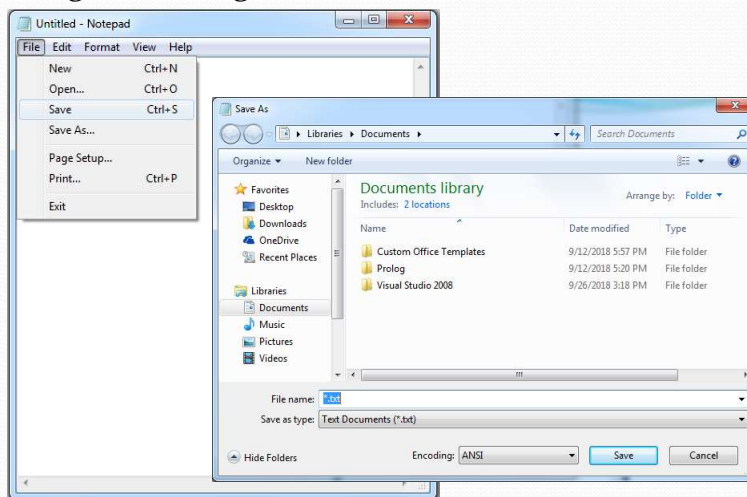 Untitled - Notepad
File Edit Format View Help
New Ctrl+N
Open... Ctrl+O
Save Ctrl+S
Save As...
Page Setup...
Print... Ctrl+P
Exit
Save As
Libraries Documents
Search Documents
Organize New folder
Favorites
Desktop
Downloads
OneDrive
Recent Places
Libraries
Documents
Music
Pictures
Videos
Documents library
Includes: 2 locations
Arrange by: Folder
Name Date modified Type
Custom Office Templates 9/12/2018 5:57 PM File folder
Prolog 9/12/2018 5:20 PM File folder
Visual Studio 2008 9/26/2018 3:18 PM File folder
File name: *.txt
Save as type: Text Documents (*.txt)
Hide Folders Encoding: ANSI Save Cancel